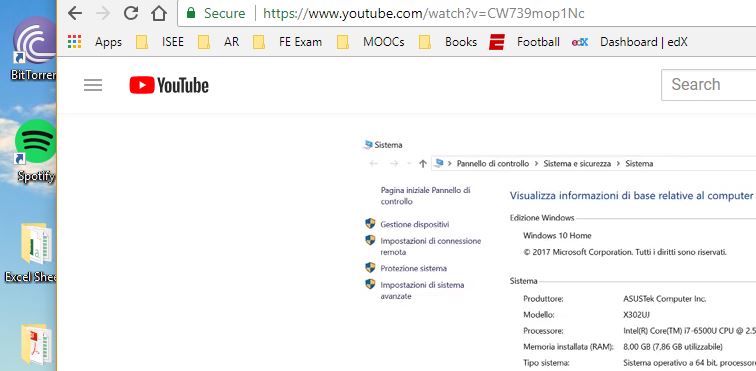 Secure https://www.youtube.com/watch?v=CW739mop1Nc
Apps ISEE AR FE Exam MOOCs Books Football Dashboard | edX
BitTorren
YouTube
Search
Spotify
Sistema
Pannello di controllo Sistema e sicurezza Sistema
Pagina iniziale Pannello di
controllo
Gestione dispositivi
Impostazioni di connessione
remota
Protezione sistema
Impostazioni di sistema
avanzate
Visualizza informazioni di base relative al computer
Edizione Windows
Windows 10 Home
© 2017 Microsoft Corporation. Tutti i diritti sono riservati.
Sistema
Produttore: ASUSTek Computer Inc.
Modello: X302UJ
Processore: Intel(R) Core(TM) i7-6500U CPU @ 2.5
Memoria installata (RAM): 8,00 GB (7,86 GB utilizzabile)
Tipo sistema: Sistema operativo a 64 bit, processore
Excel Shee